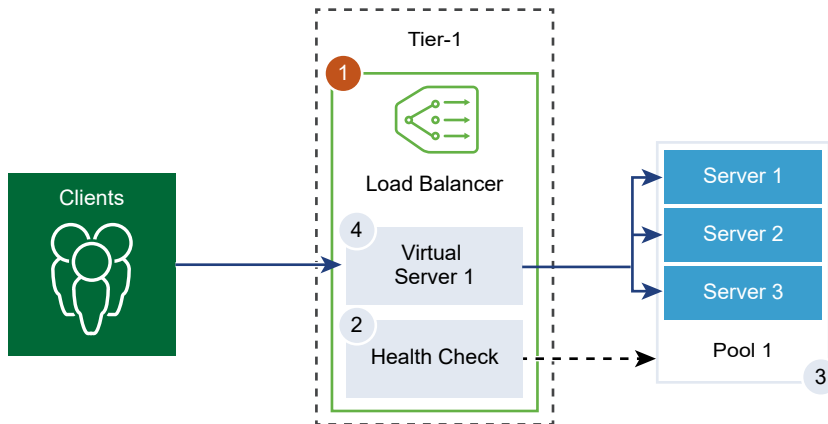 Tier-1
1
Load Balancer
Clients
4
Virtual
Server 1
2
Health Check
Server 1
Server 2
Server 3
Pool 1
3